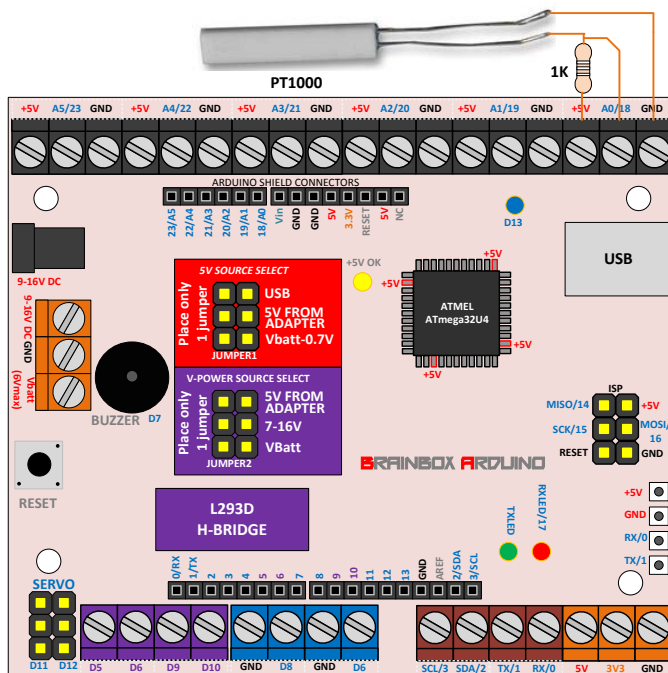 PT1000
1K
+5V A5/23 GND +5V A4/22 GND +5V A3/21 GND +5V A2/20 GND +5V A1/19 GND +5V A0/18 GND
ARDUINO SHIELD CONNECTORS
23/A5
22/A4
21/A3
20/A2
19/A1
18/A0
Vin
GND
GND
5V
3.3V
RESET
5V
NC
D13
9-16V DC
USB
+5V OK
+5V
+5V
+5V
+5V
ATMEL
ATmega32U4
5V SOURCE SELECT
Place only
1 jumper
USB
5V FROM
ADAPTER
Vbatt-0.7V
JUMPER1
9-16V DC
GND
Vbatt
(6Vmax)
BUZZER
D7
V-POWER SOURCE SELECT
Place only
1 jumper
5V FROM
ADAPTER
7-16V
VBatt
JUMPER2
ISP
MISO/14
+5V
SCK/15
MOSI/
16
RESET
GND
BRAINBOX ARDUINO
RESET
L293D
H-BRIDGE
TXLED
RXLED/17
+5V
GND
RX/0
TX/1
0/RX
1/TX
2
3
4
5
6
7
8
9
10
11
12
13
GND
AREF
2/SDA
3/SCL
SERVO
D11 D12
D5 D6 D9 D10 GND D8 GND D6
SCL/3 SDA/2 TX/1 RX/0 5V 3V3 GND